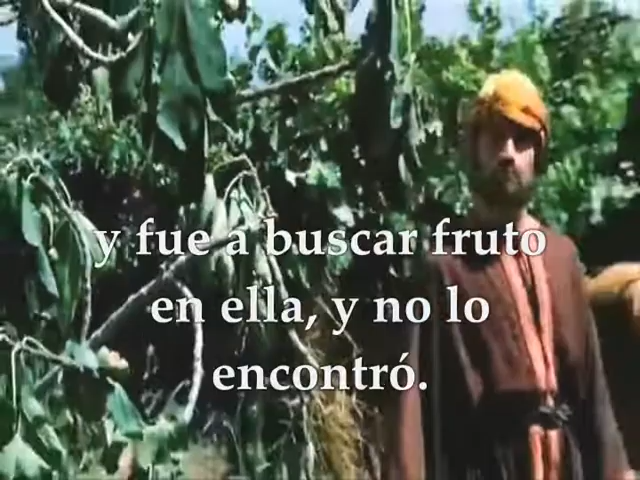 y fue a buscar fruto
en ella, y no lo
encontró.